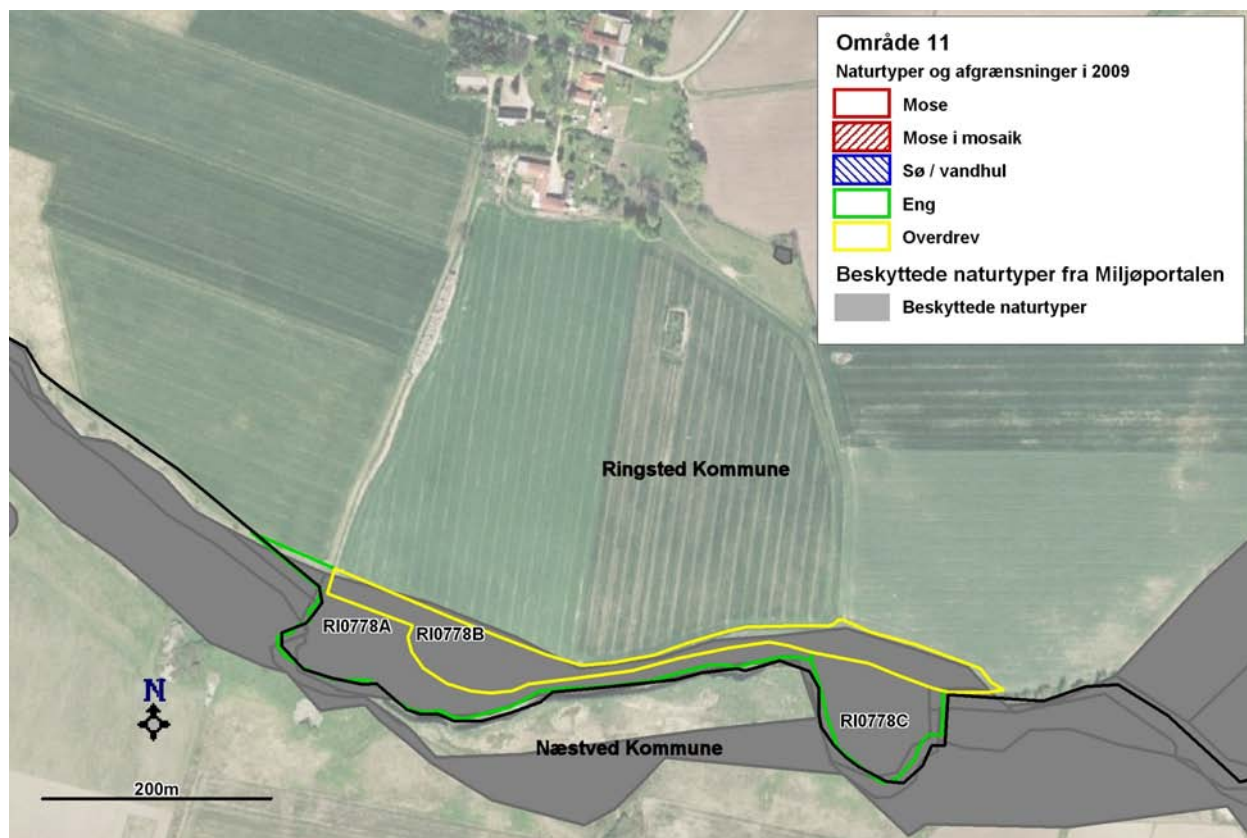 Område 11
Naturtyper og afgrænsninger i 2009
Mose
Mose i mosaik
Sø / vandhul
Eng
Overdrev
Beskyttede naturtyper fra Miljøportalen
Beskyttede naturtyper
Ringsted Kommune
RI0778A
RI0778B
RI0778C
N
Næstved Kommune
200m